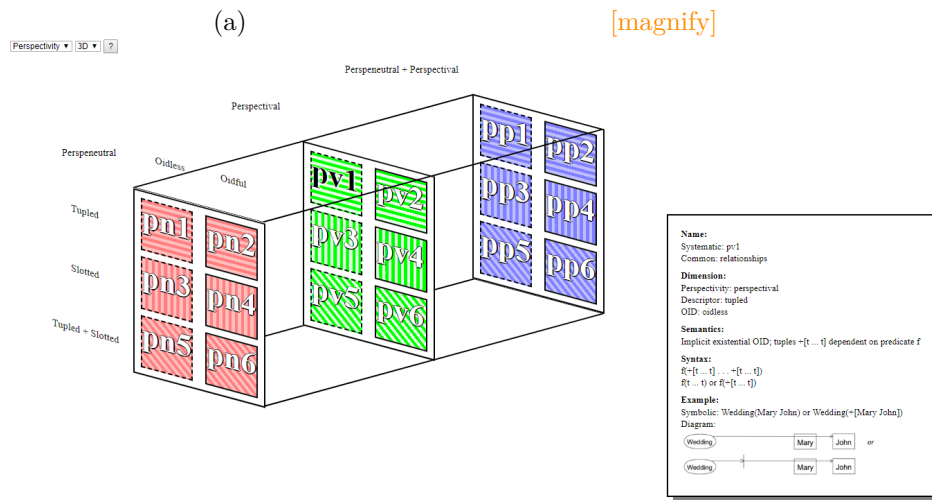 (a)
[magnify]
Perspectivity 3D ?
Perspeneutral + Perspectival
Perspectival
Perspeneutral
Oidless
Oidful
Tupled
Slotted
Tupled + Slotted
pn1 pn2
pn3 pn4
pn5 pn6
pv1 pv2
pv3 pv4
pv5 pv6
pp1 pp2
pp3 pp4
pp5 pp6
Name:
Systematic: pv1
Common: relationships
Dimension:
Perspectivity: perspectival
Descriptor: tupled
OID: oidless
Semantics:
Implicit existential OID; tuples +[t ... t] dependent on predicate f
Syntax:
f(+[t ... t] . . . +[t ... t])
f(t ... t) or f(+[t ... t])
Example:
Symbolic: Wedding(Mary John) or Wedding(+[Mary John])
Diagram:
Wedding Mary John or
Wedding Mary John